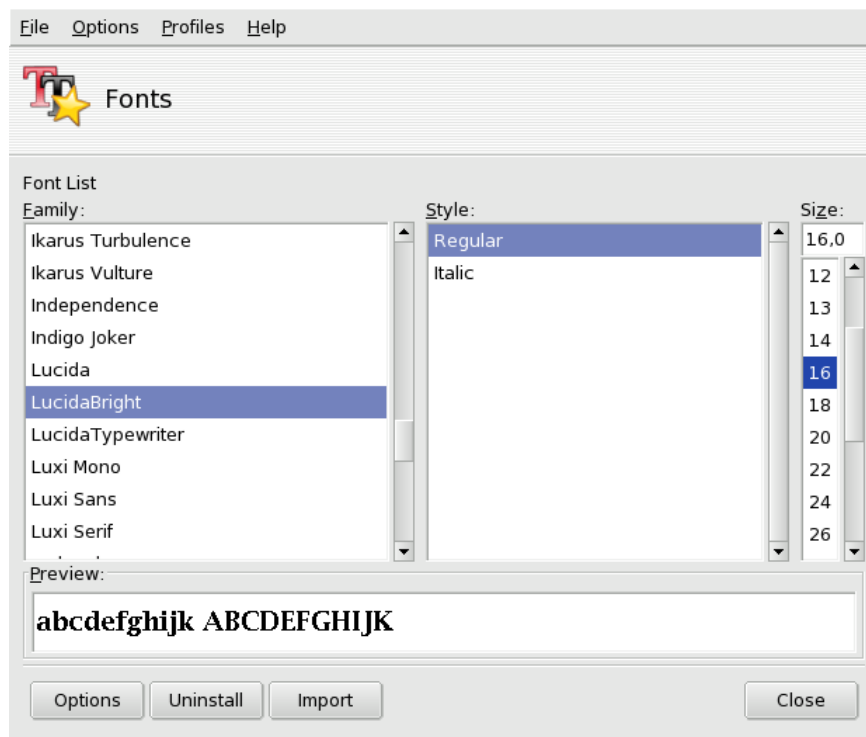 File Options Profiles Help
Fonts
Font List
Family: Style: Size:
Ikarus Turbulence Regular 16,0
Ikarus Vulture Italic 12
Independence 13
Indigo Joker 14
Lucida 16
LucidaBright 18
LucidaTypewriter 20
Luxi Mono 22
Luxi Sans 24
Luxi Serif 26
Preview:
abcdefghijk ABCDEFGHIJK
Options Uninstall Import Close